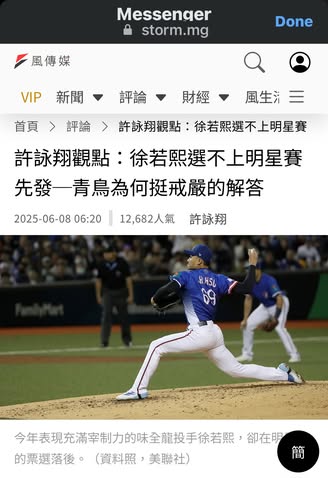 Messenger
storm.mg
Done
風傳媒
VIP 新聞 評論 財經 風生活
首頁 > 評論 > 許詠翔觀點：徐若熙選不上明星賽
許詠翔觀點：徐若熙選不上明星賽
先發─青鳥為何挺戒嚴的解答
2025-06-08 06:20 12,682人氣 許詠翔
FamilyMart
HHSU
69
今年表現充滿宰制力的味全龍投手徐若熙，卻在明
的票選落後。（資料照，美聯社）
簡